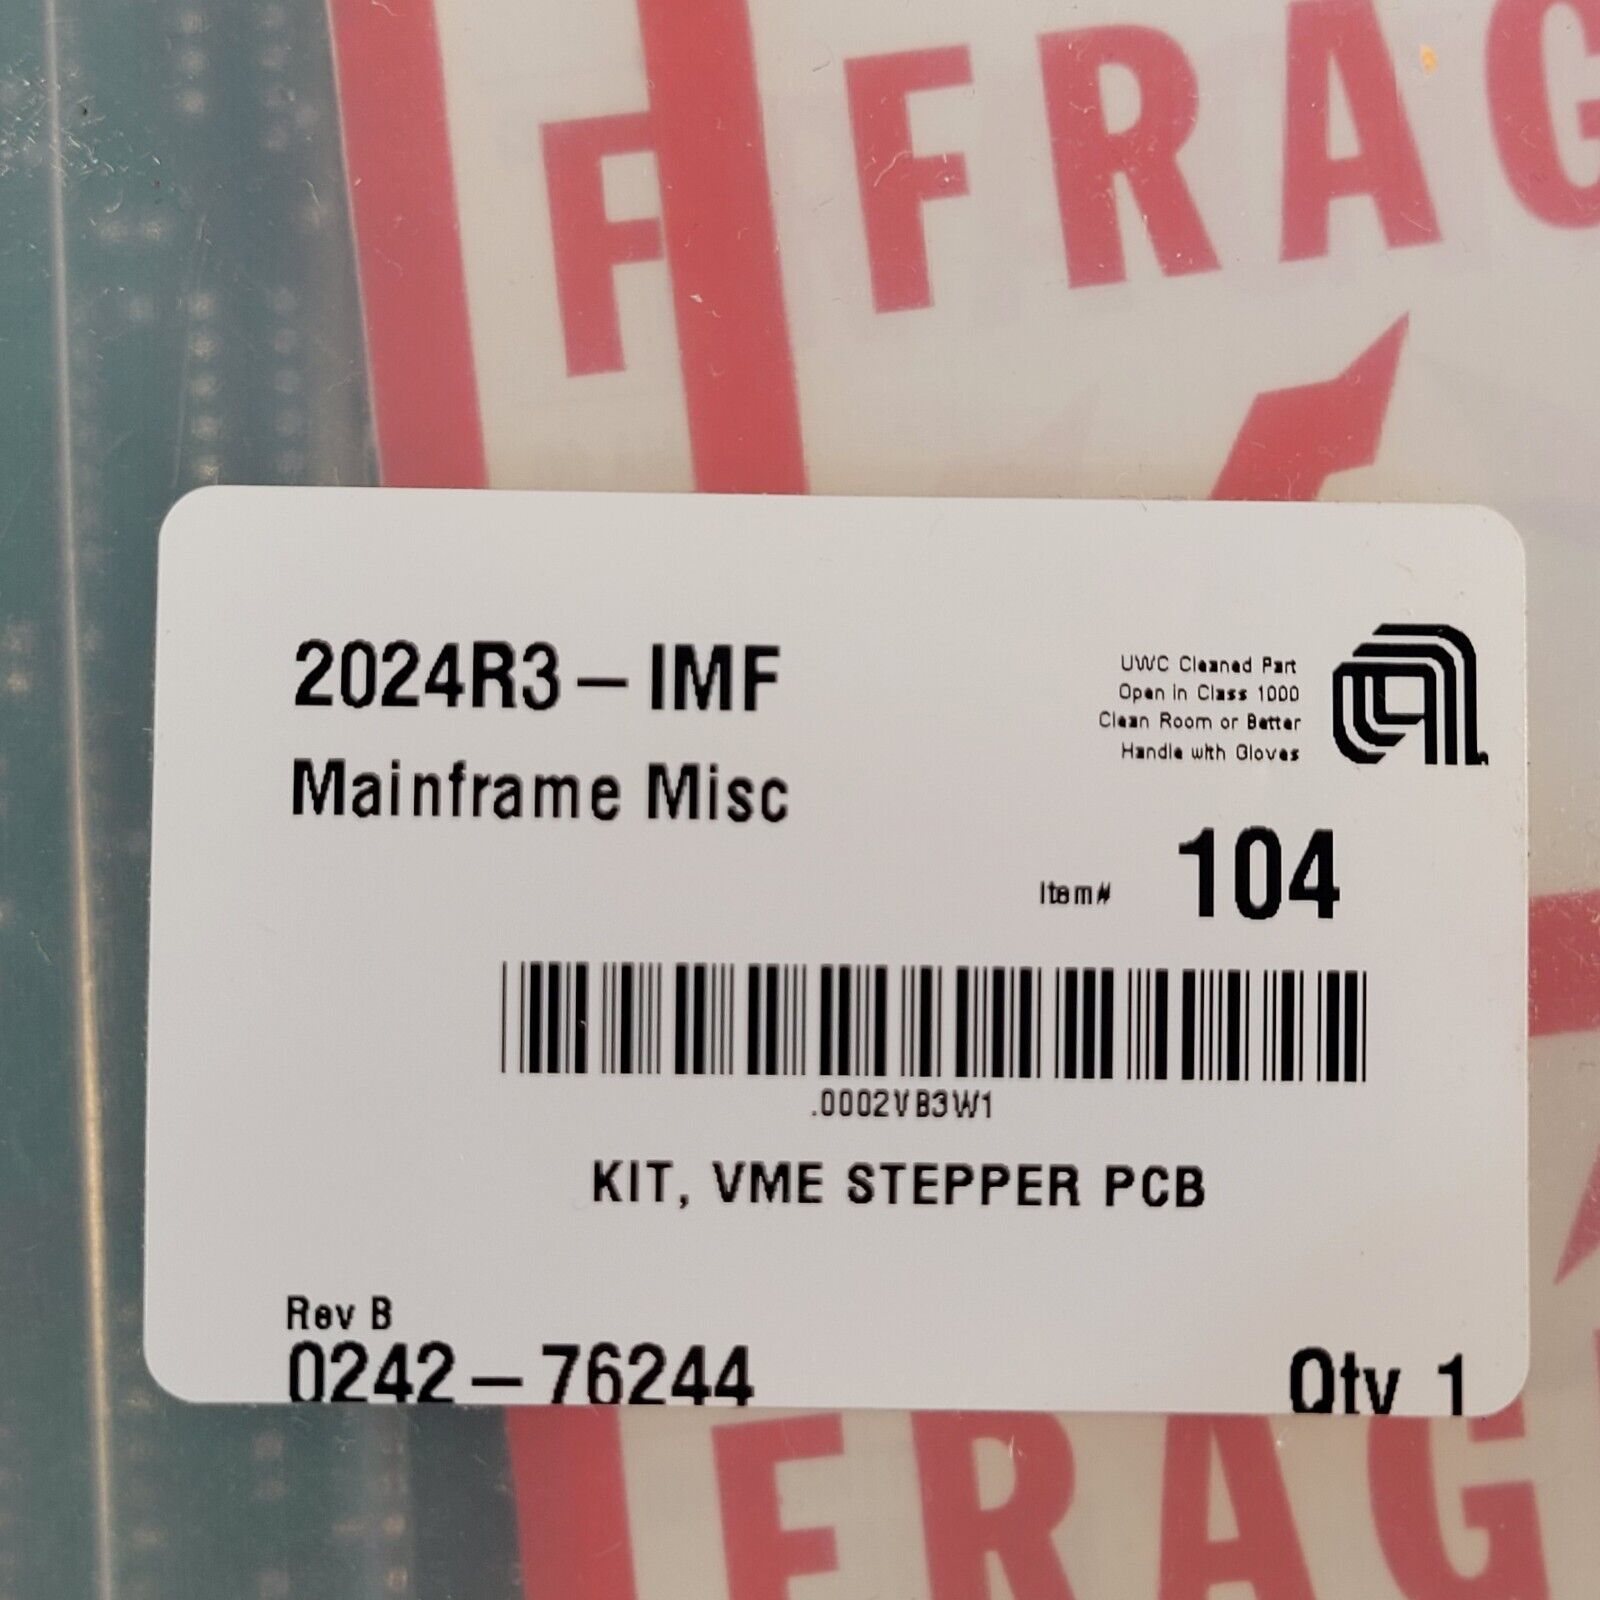 F FRAG
2024R3-IMF
Mainframe Misc
UWC Cleaned Part
Open in Class 1000
Clean Room or Better
Handle with Gloves
Item# 104
.0002VB3W1
KIT, VME STEPPER PCB
Rev B
0242-76244 Qty 1
FRAG